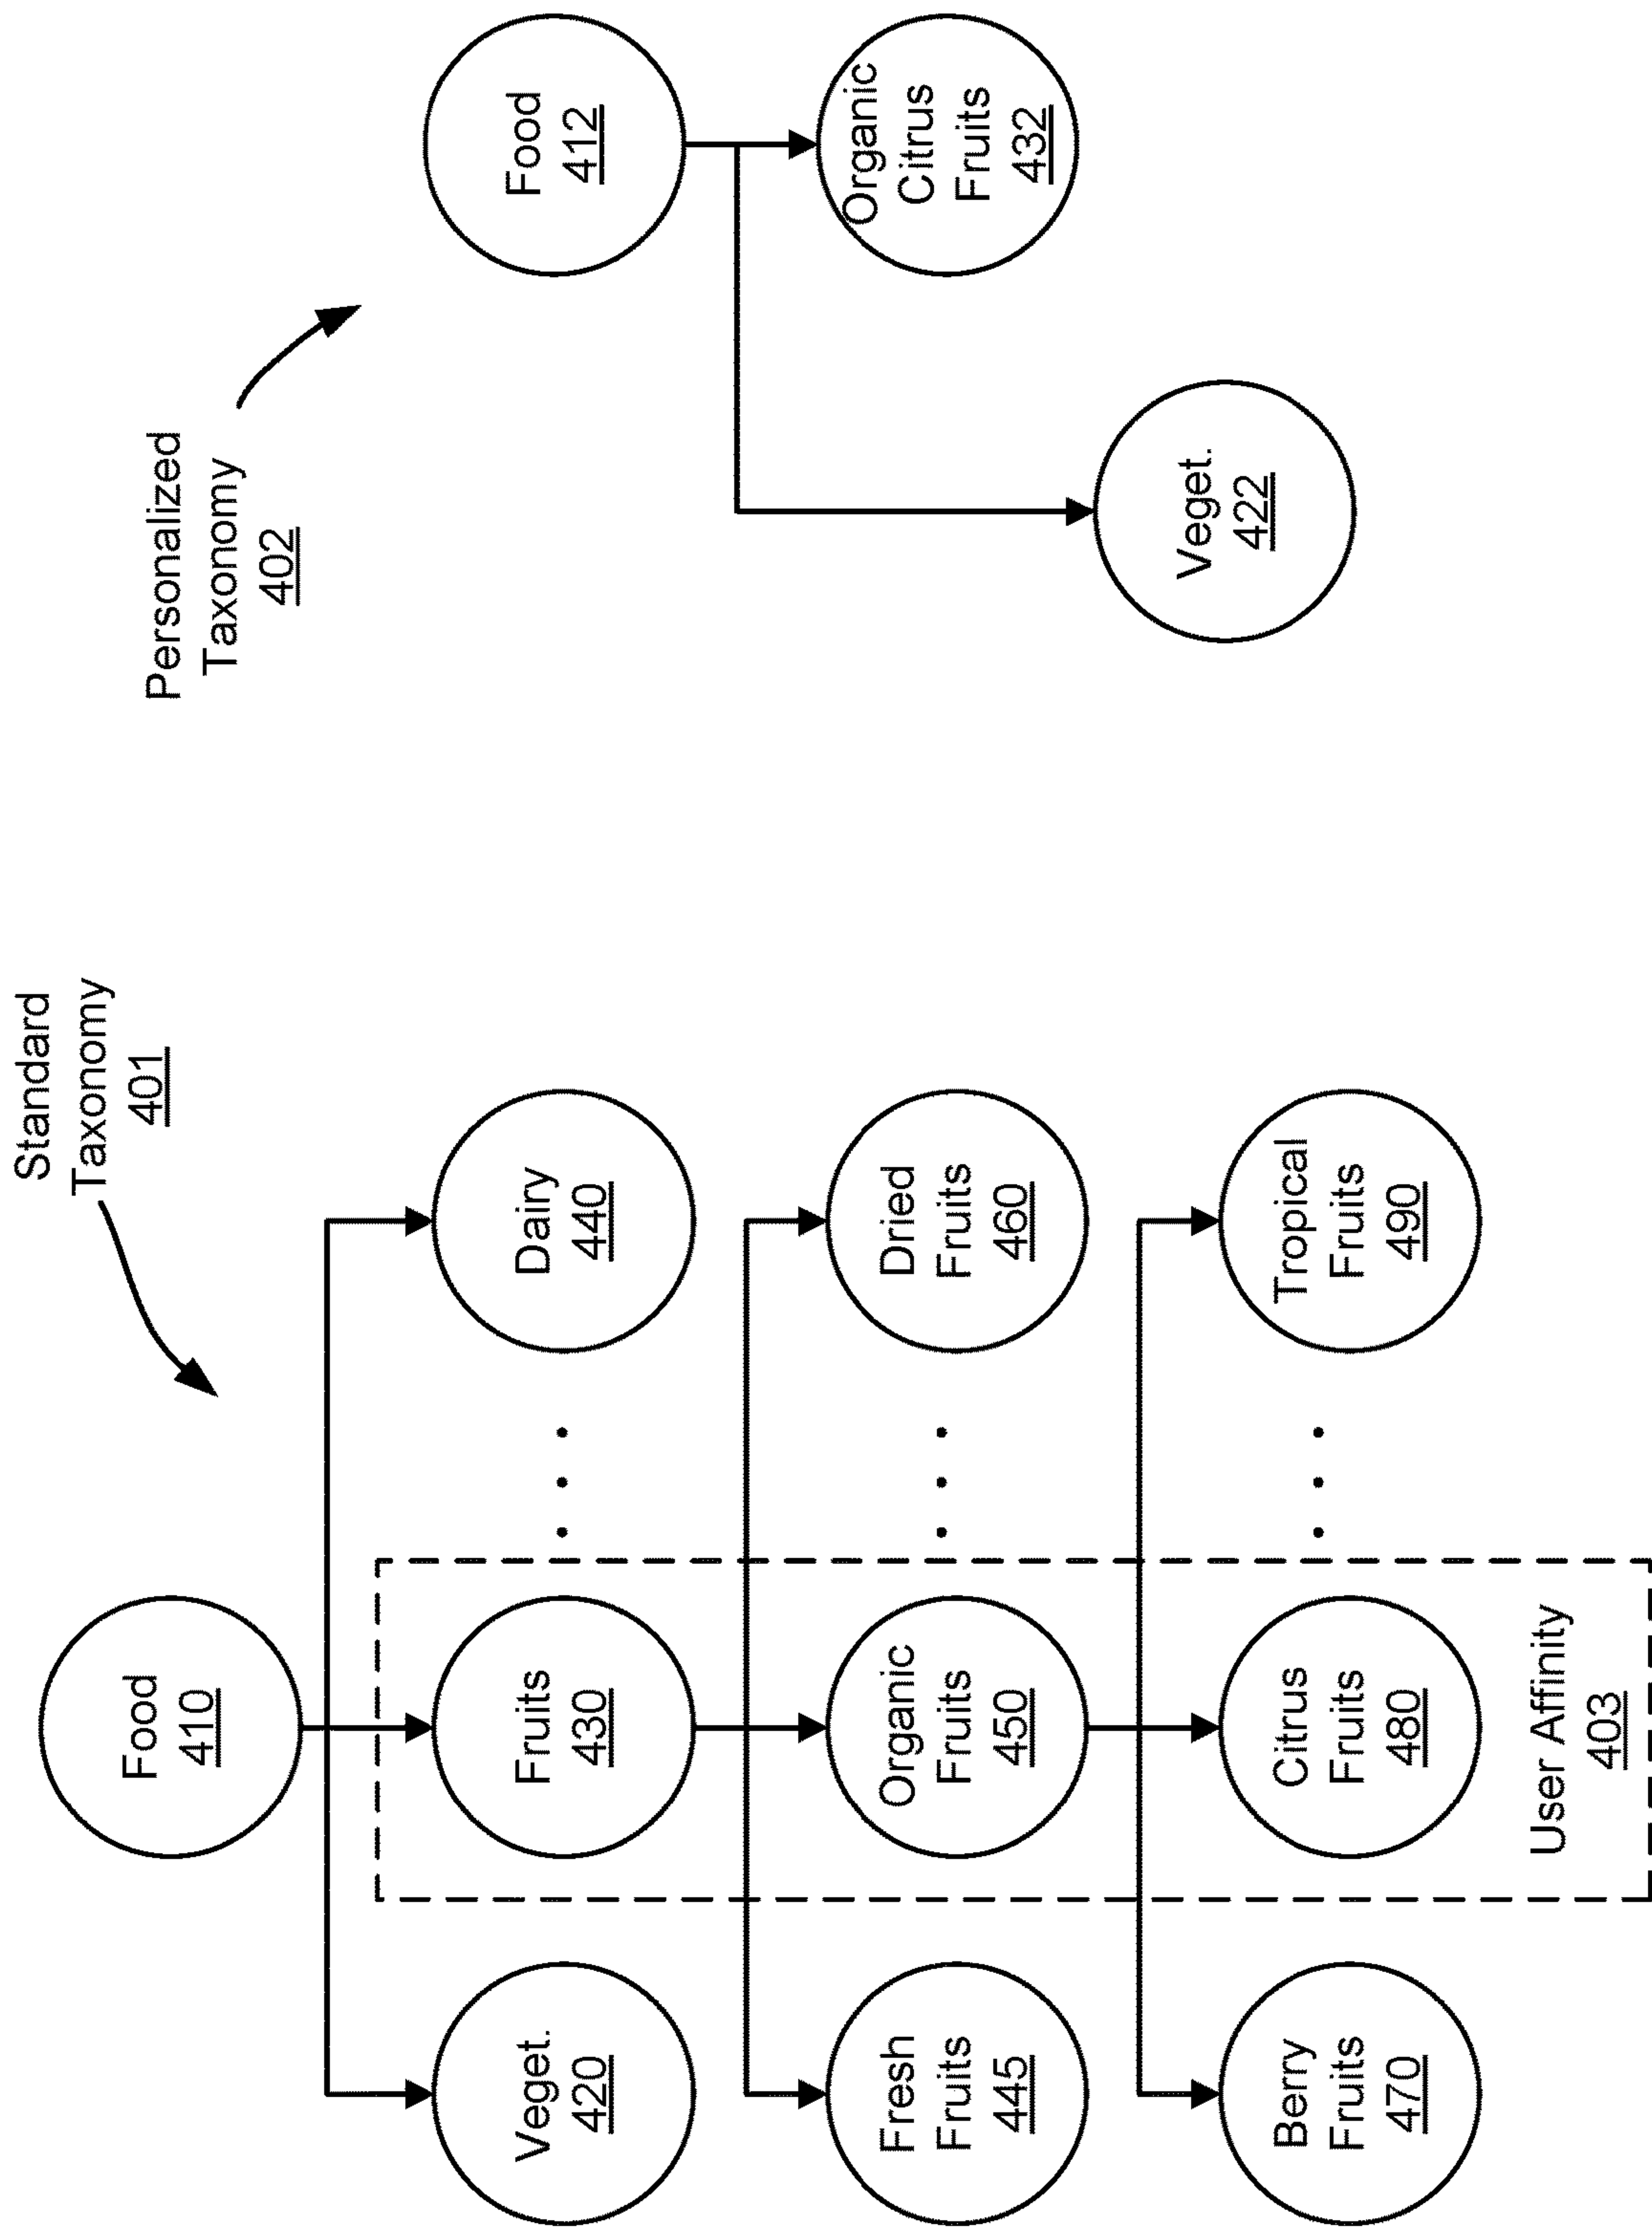 Standard
Taxonomy
401
Food
410
Veget.
420
Fruits
430
Dairy
440
Fresh
Fruits
445
Organic
Fruits
450
Dried
Fruits
460
Berry
Fruits
470
Citrus
Fruits
480
Tropical
Fruits
490
User Affinity
403
Personalized
Taxonomy
402
Food
412
Organic
Citrus
Fruits
432
Veget.
422